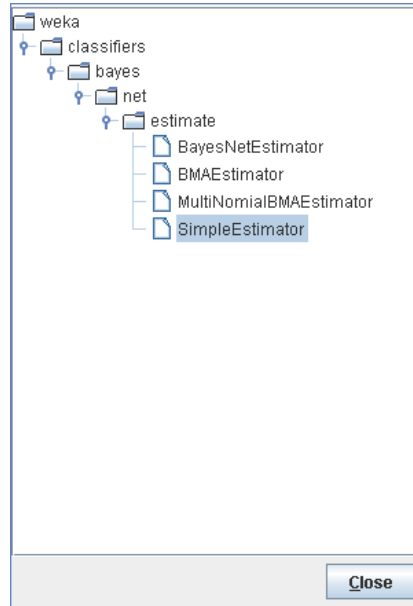 weka
classifiers
bayes
net
estimate
BayesNetEstimator
BMAEstimator
MultiNomialBMAEstimator
SimpleEstimator
Close